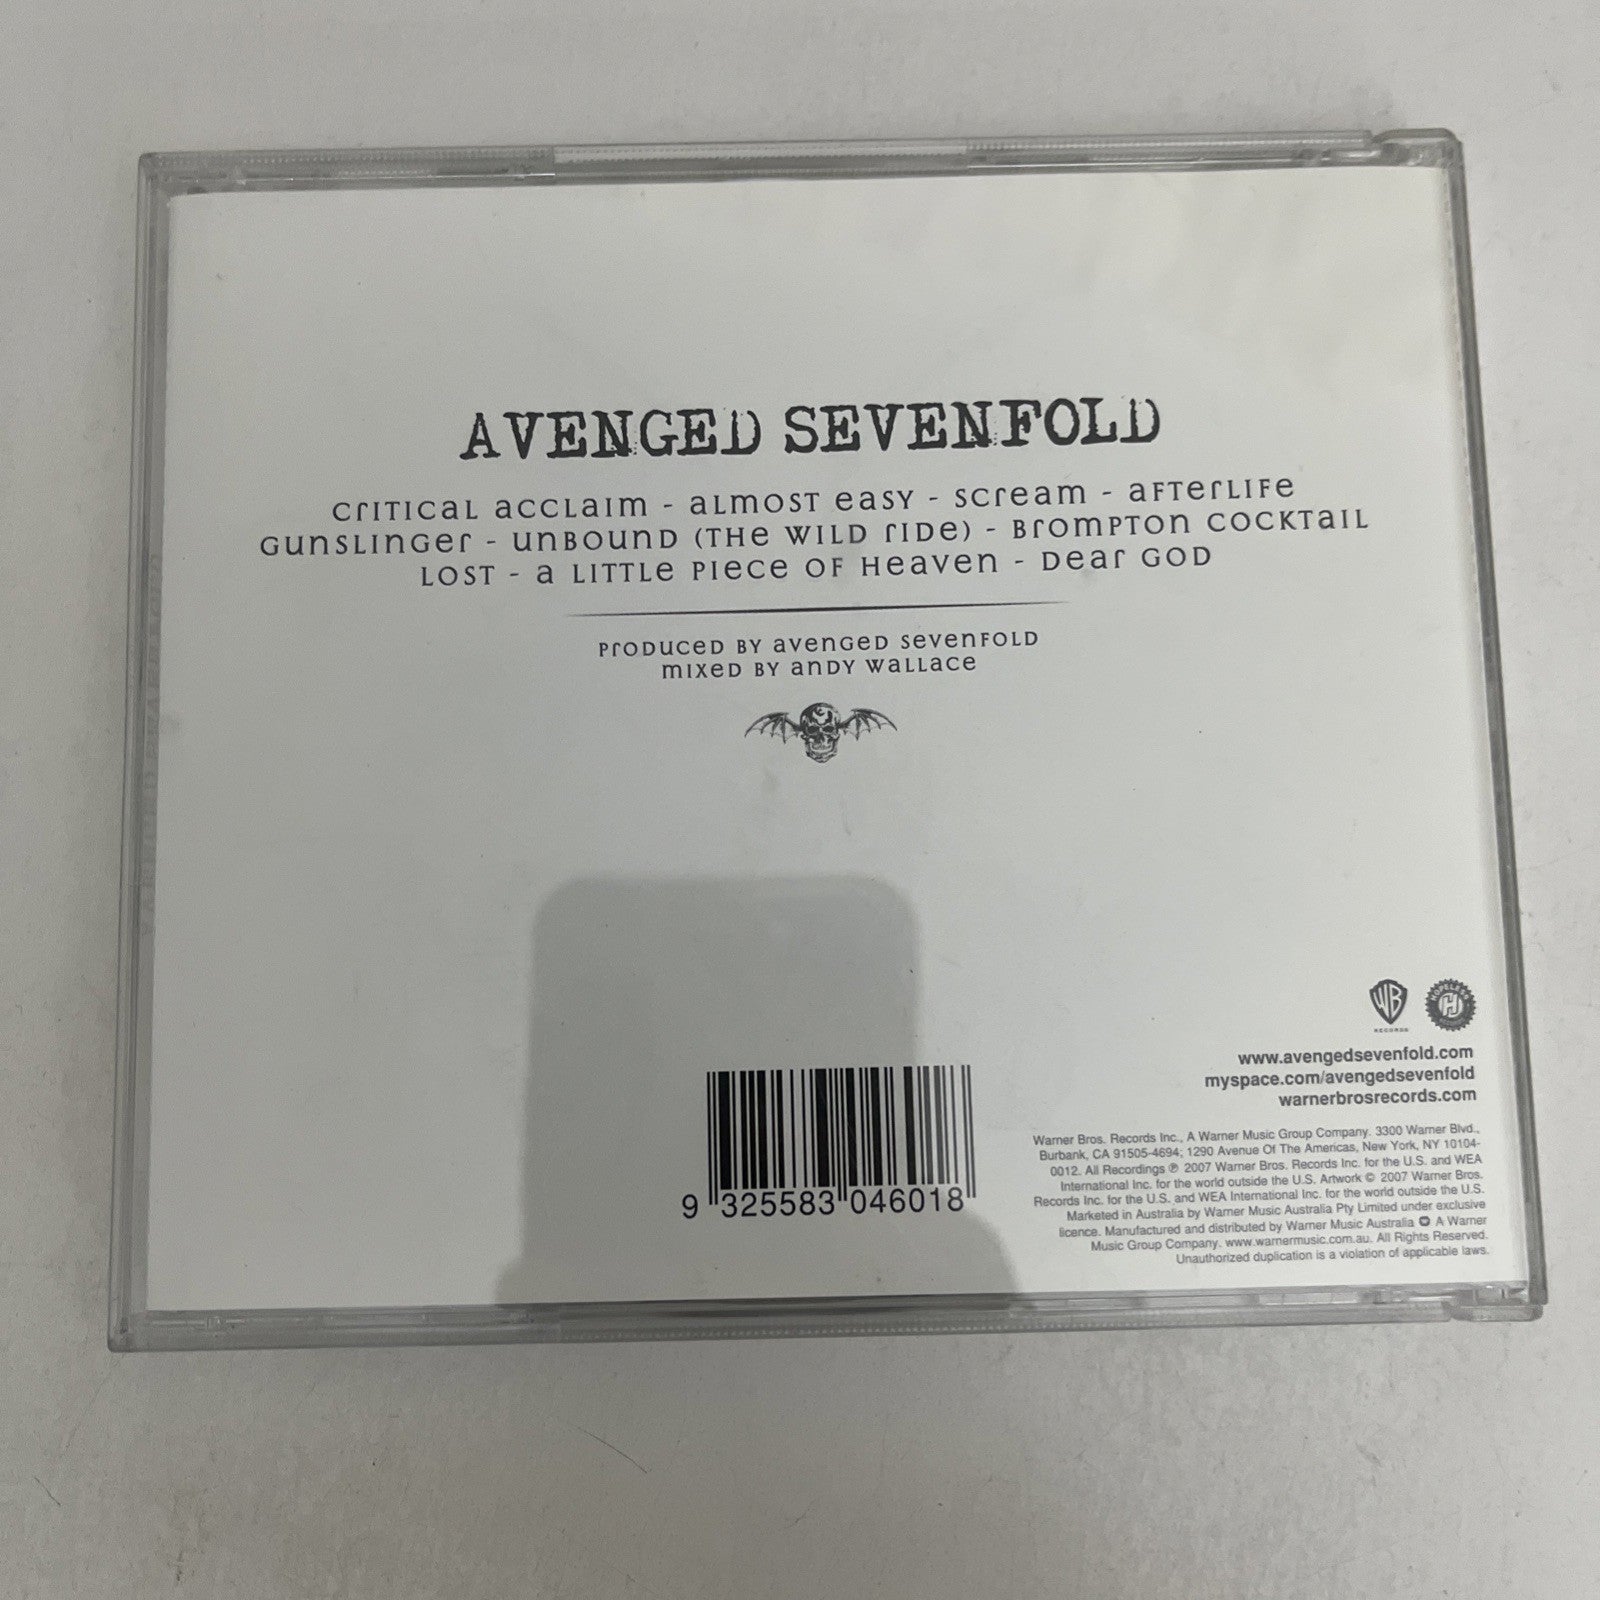 AVENGED SEVENFOLD
CrITICAL acclaim - aLMOST easy - scream - aFTerLIFe
GunsLInGer - unBOunD (THe WILD rIDe) - BromPTon COCKTaIL
LOST - a LITTLe PIece OF Heaven - Dear GOD
PrODuceD BY avenGeD sevenFOLD
mIXeD BY anDY WaLLace
WB
RECORDS
HOPELESS
H
www.avengedsevenfold.com
myspace.com/avengedsevenfold
warnerbrosrecords.com
9 325583 046018
Warner Bros. Records Inc., A Warner Music Group Company. 3300 Warner Blvd.,
Burbank, CA 91505-4694; 1290 Avenue Of The Americas, New York, NY 10104-
0012. All Recordings ℗ 2007 Warner Bros. Records Inc. for the U.S. and WEA
International Inc. for the world outside the U.S. Artwork © 2007 Warner Bros.
Records Inc. for the U.S. and WEA International Inc. for the world outside the U.S.
Marketed in Australia by Warner Music Australia Pty Limited under exclusive
licence. Manufactured and distributed by Warner Music Australia A Warner
Music Group Company. www.warnermusic.com.au. All Rights Reserved.
Unauthorized duplication is a violation of applicable laws.